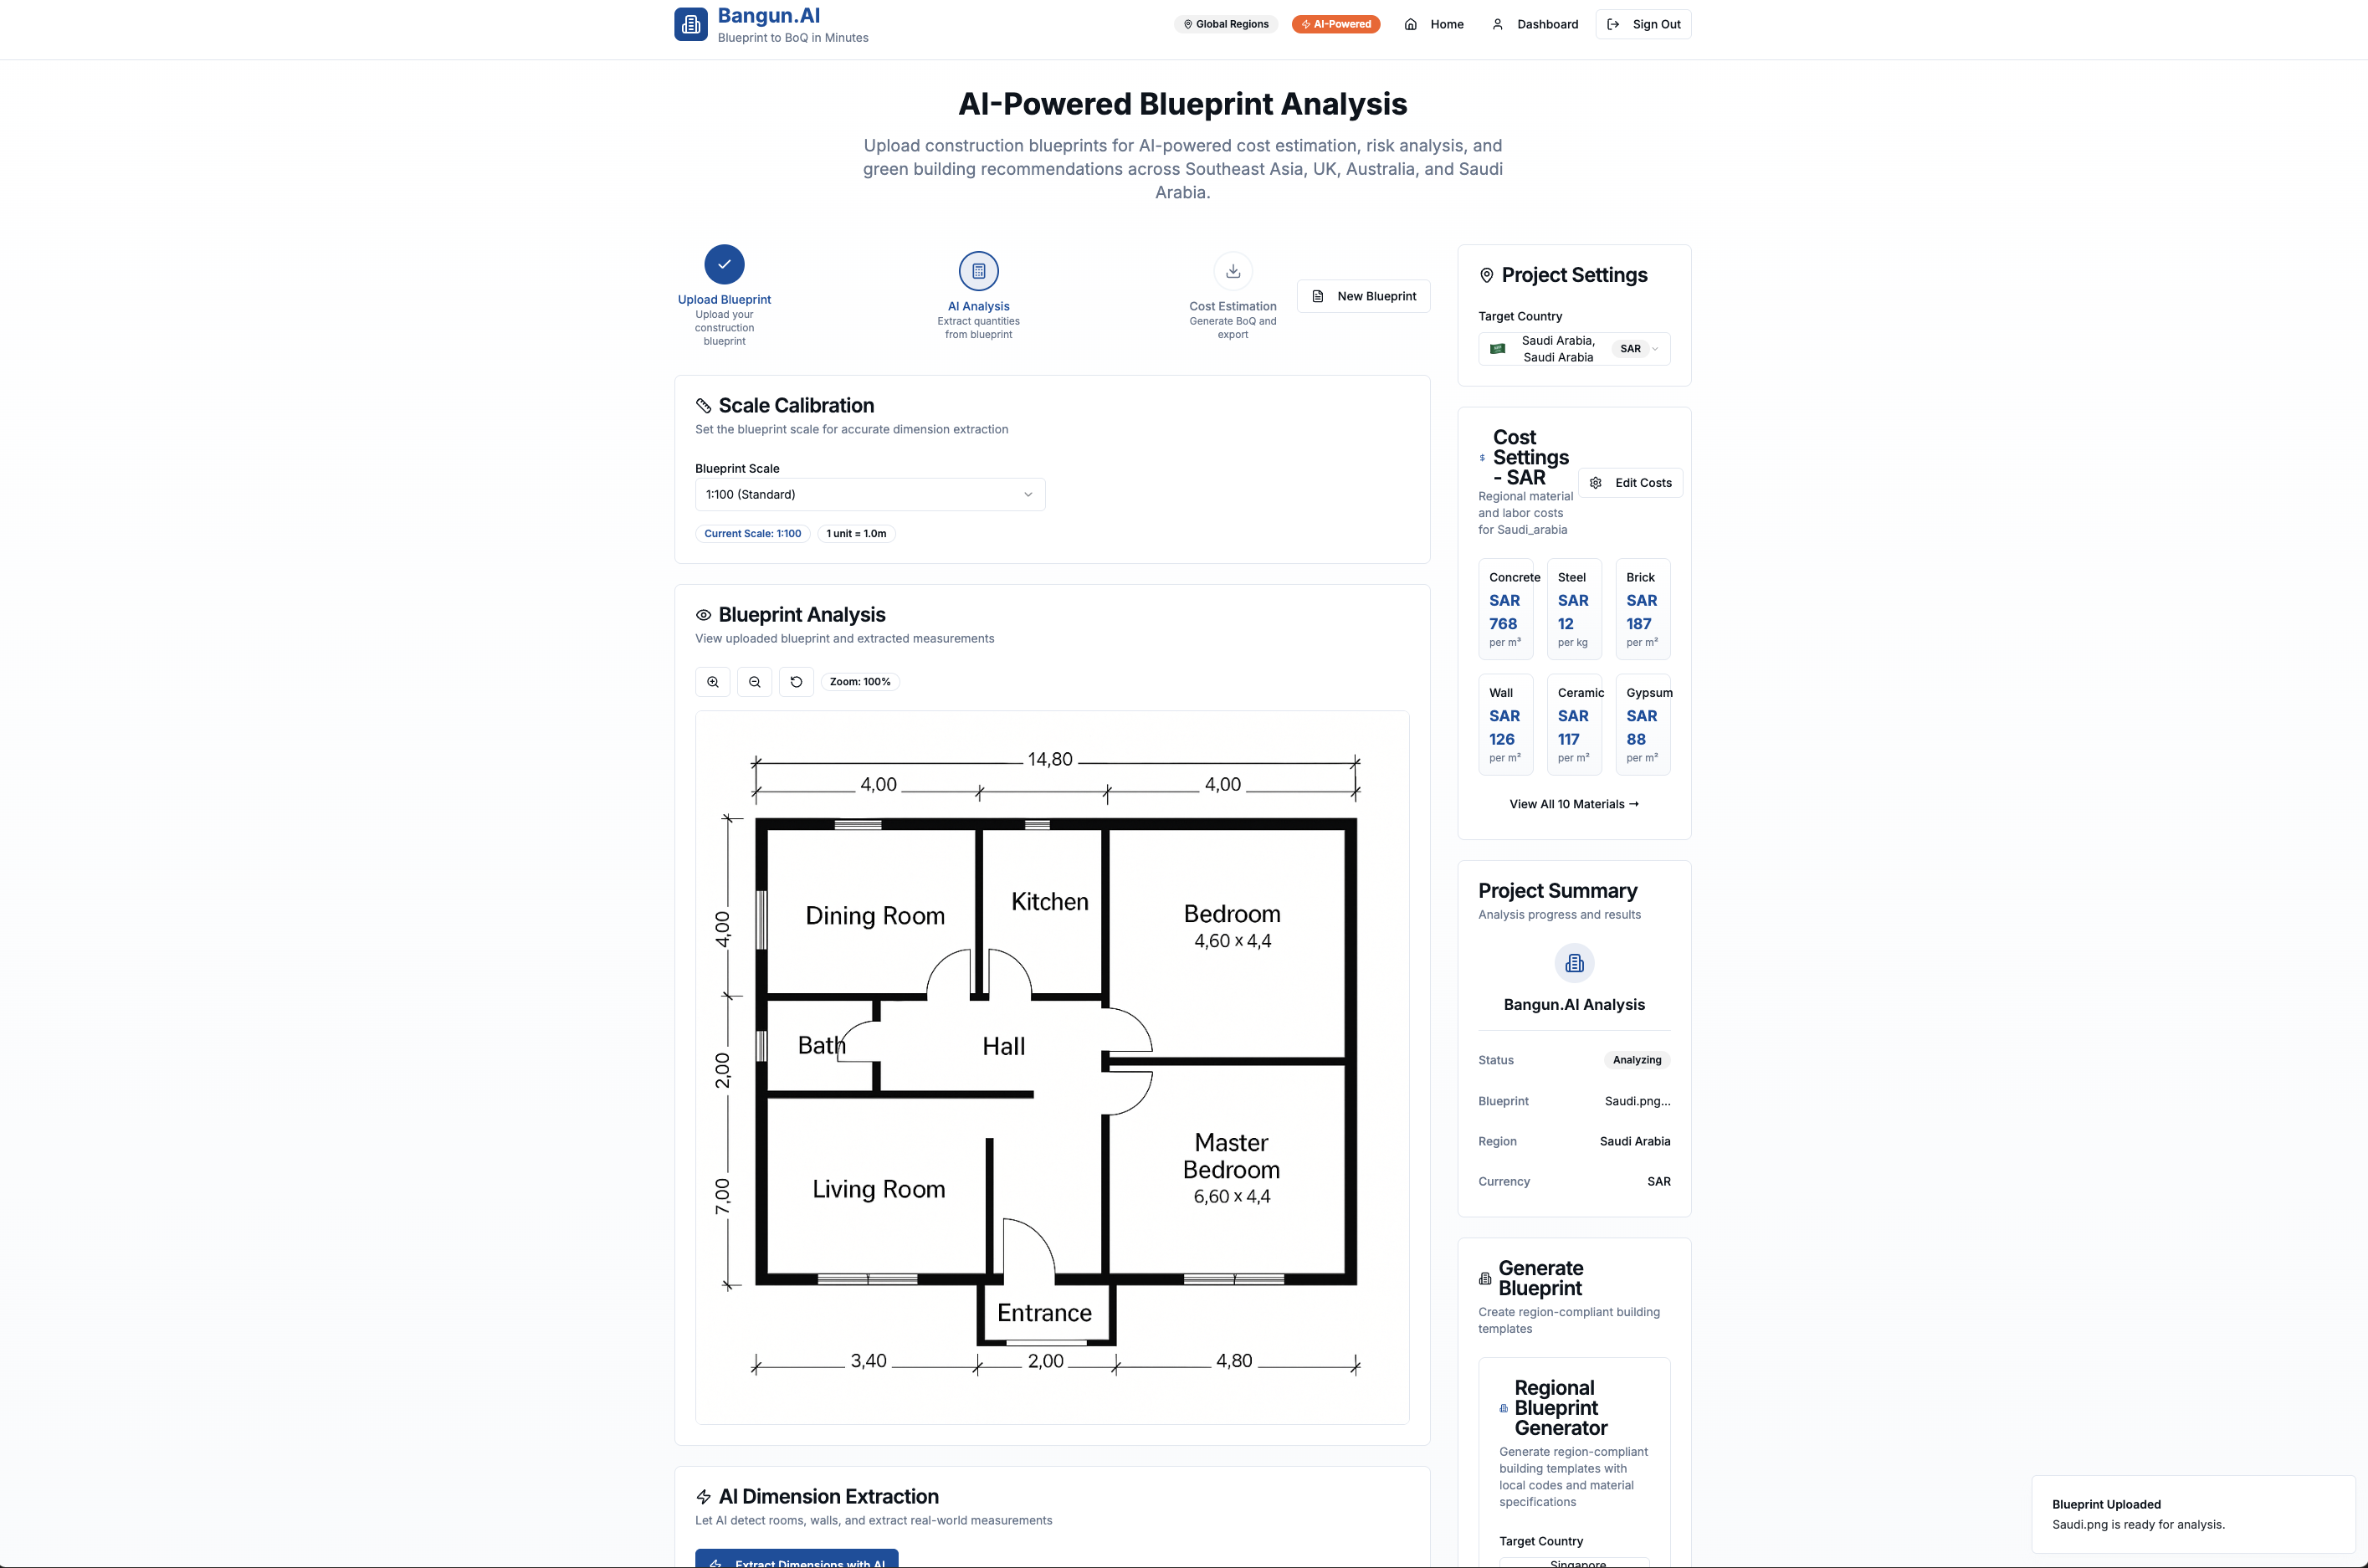 Bangun.AI
Blueprint to BoQ in Minutes
Global Regions
AI-Powered
Home
Dashboard
Sign Out
AI-Powered Blueprint Analysis
Upload construction blueprints for AI-powered cost estimation, risk analysis, and
green building recommendations across Southeast Asia, UK, Australia, and Saudi
Arabia.
Upload Blueprint
Upload your
construction
blueprint
AI Analysis
Extract quantities
from blueprint
Cost Estimation
Generate BoQ and
export
New Blueprint
Scale Calibration
Set the blueprint scale for accurate dimension extraction
Blueprint Scale
1:100 (Standard)
Current Scale: 1:100
1 unit = 1.0m
Blueprint Analysis
View uploaded blueprint and extracted measurements
Zoom: 100%
14,80
4,00
4,00
4,00
2,00
7,00
Dining Room
Kitchen
Bedroom
4,60 x 4,4
Bath
Hall
Living Room
Master
Bedroom
6,60 x 4,4
Entrance
3,40
2,00
4,80
AI Dimension Extraction
Let AI detect rooms, walls, and extract real-world measurements
Extract Dimensions with AI
Project Settings
Target Country
Saudi Arabia,
Saudi Arabia
SAR
Cost
Settings
- SAR
Regional material
and labor costs
for Saudi_arabia
Edit Costs
Concrete
SAR
768
per m³
Steel
SAR
12
per kg
Brick
SAR
187
per m²
Wall
SAR
126
per m²
Ceramic
SAR
117
per m²
Gypsum
SAR
88
per m²
View All 10 Materials →
Project Summary
Analysis progress and results
Bangun.AI Analysis
Status
Analyzing
Blueprint
Saudi.png...
Region
Saudi Arabia
Currency
SAR
Generate
Blueprint
Create region-compliant building
templates
Regional
Blueprint
Generator
Generate region-compliant
building templates with
local codes and material
specifications
Target Country
Singapore
Blueprint Uploaded
Saudi.png is ready for analysis.